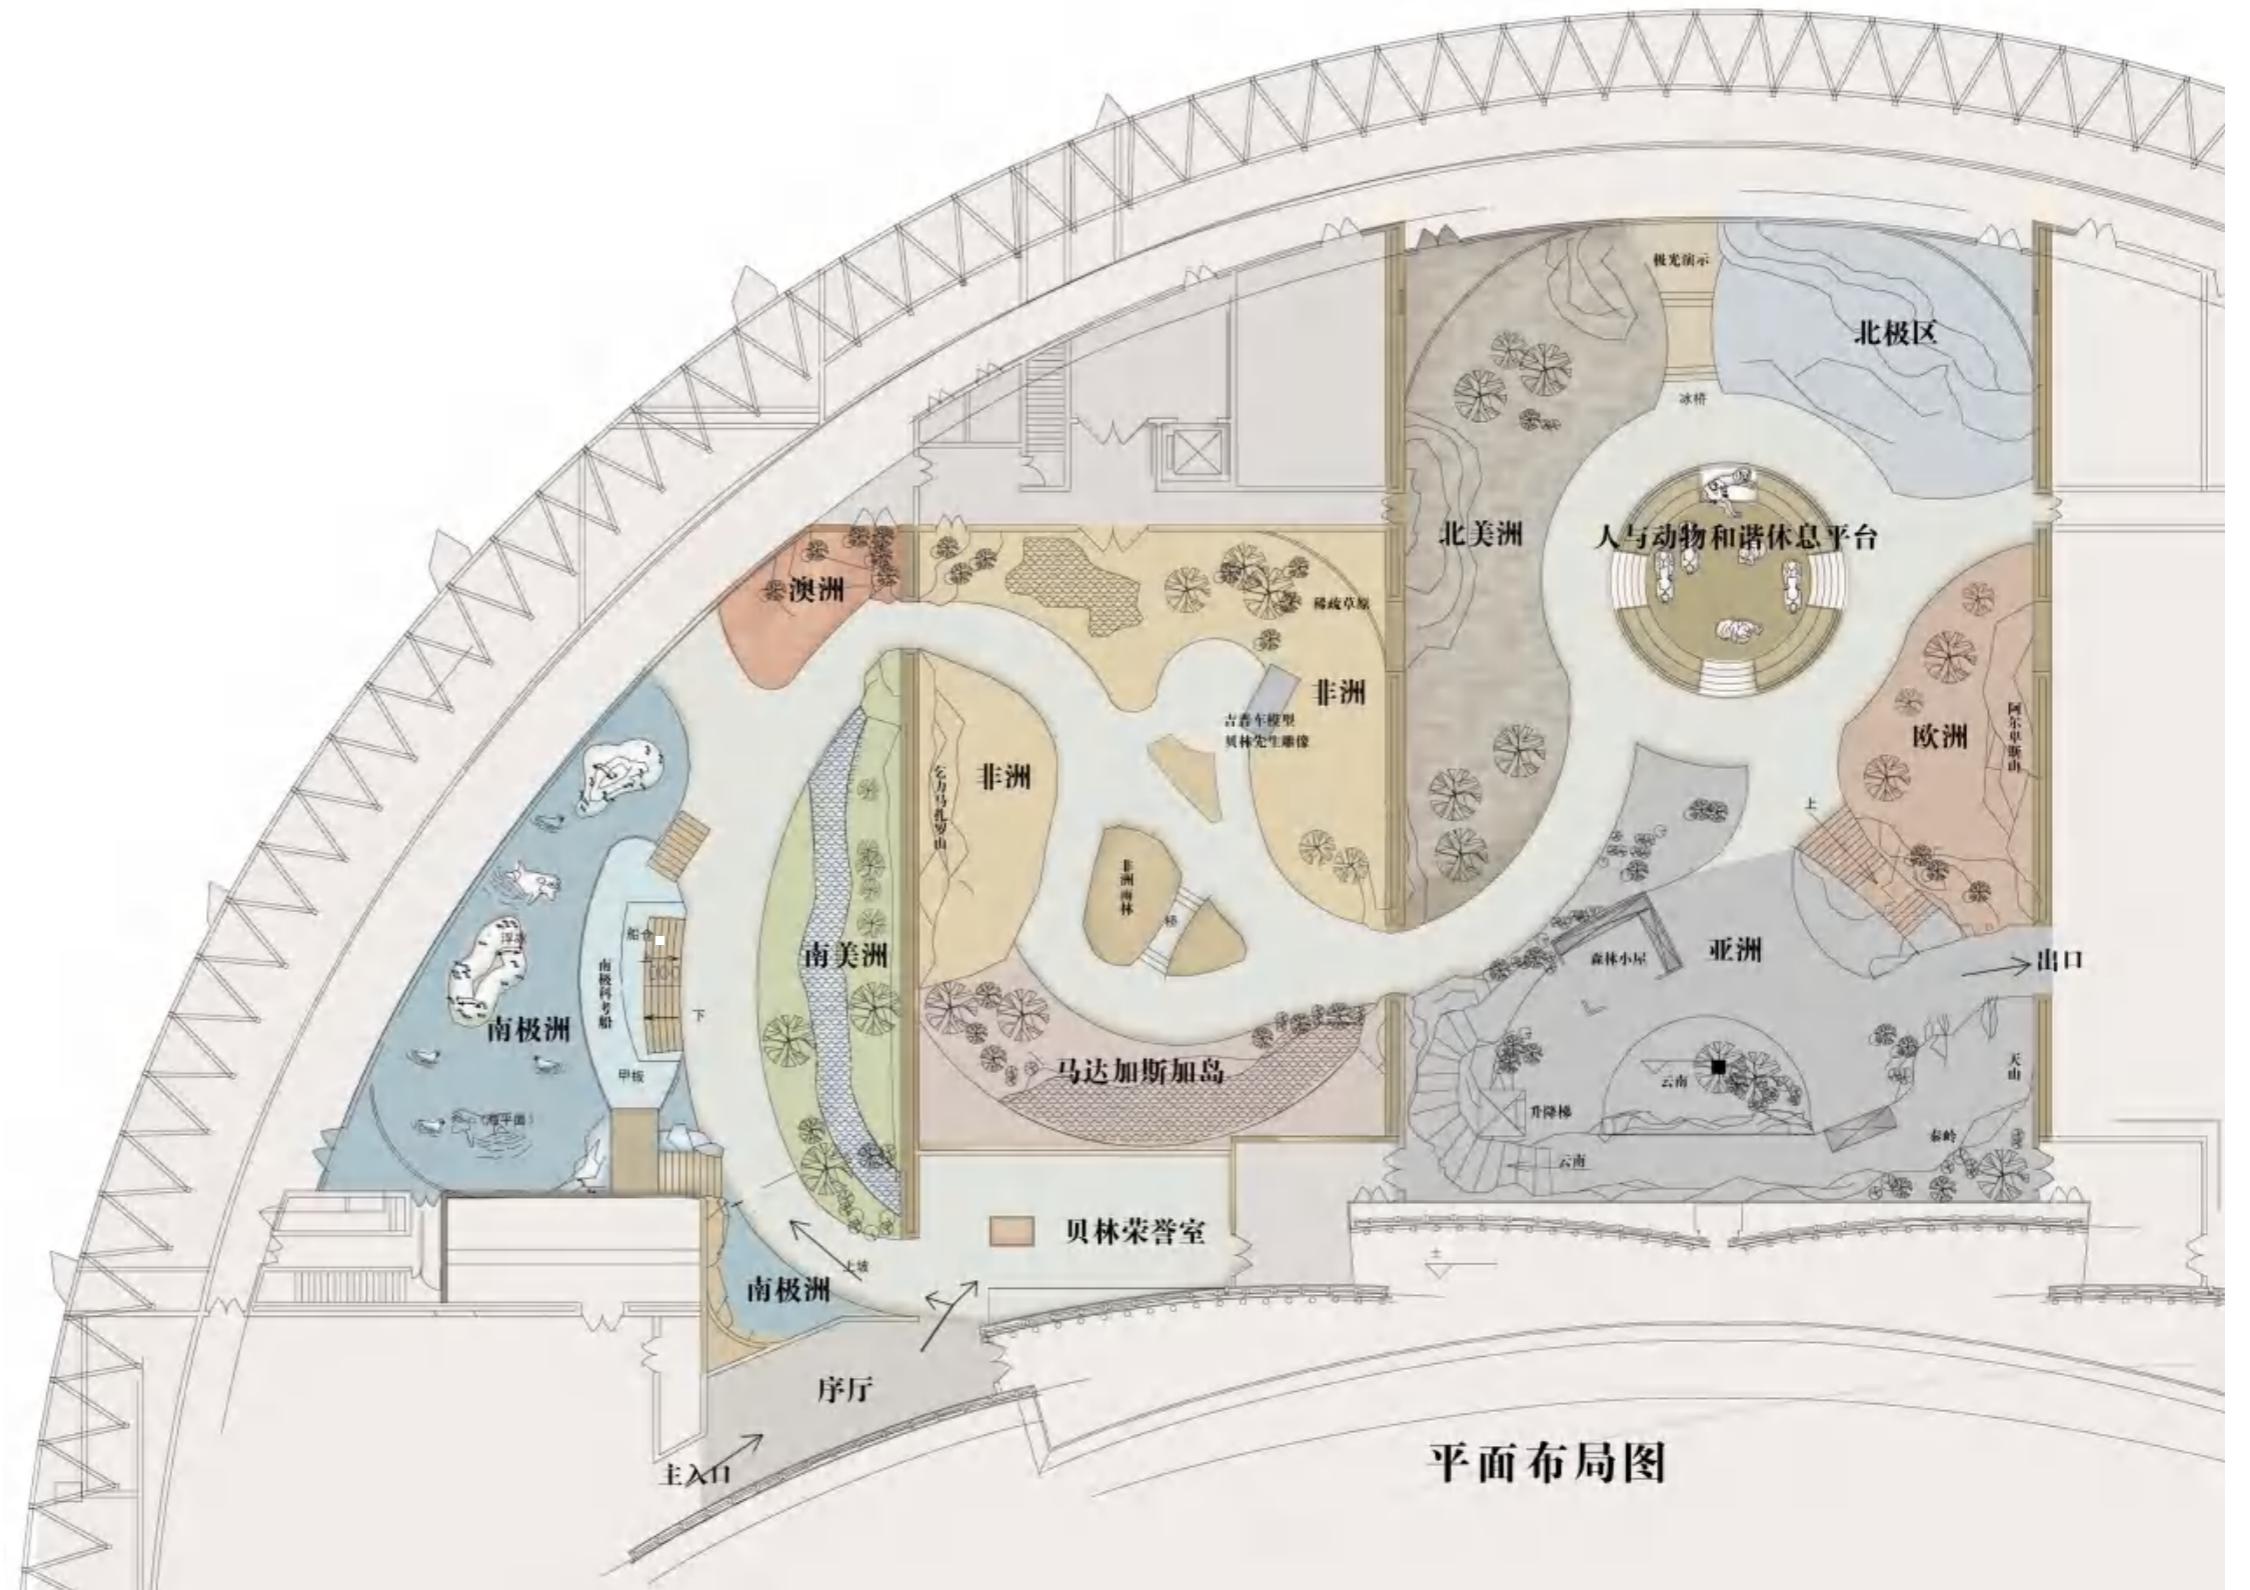 极光演示
北极区
冰桥
北美洲
人与动物和谐休息平台
澳洲
稀疏草原
非洲
吉普车模型
贝林先生雕像
欧洲
阿尔卑斯山
上
非洲
乞力马扎罗山
非洲雨林
桥
南美洲
船仓
浮冰
南极科考船
下
南极洲
甲板
(海平面)
森林小屋
亚洲
出口
马达加斯加岛
云南
天山
升降梯
秦岭
云南
贝林荣誉室
上坡
南极洲
序厅
主入口
平面布局图